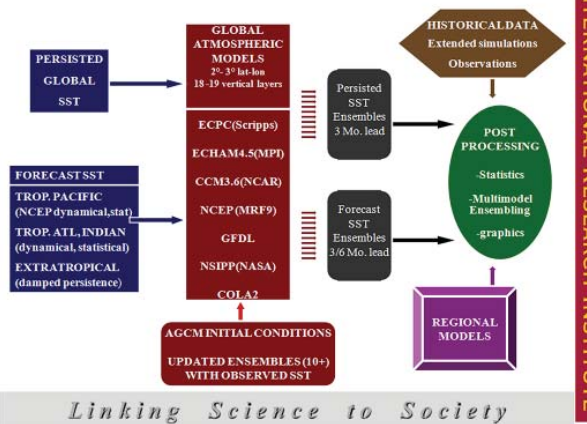 PERSISTED
GLOBAL
SST
GLOBAL
ATMOSPHERIC
MODELS
2°- 3° lat-lon
18 -19 vertical layers
ECPC(Scripps)
ECHAM4.5(MPI)
CCM3.6(NCAR)
NCEP(MRF9)
GFDL
NSIPP(NASA)
COLA2
FORECAST SST
TROP. PACIFIC
(NCEP dynamical,stat)
TROP. ATL, INDIAN
(dynamical, statistical)
EXTRATROPICAL
(damped persistence)
AGCM INITIAL CONDITIONS
UPDATED ENSEMBLES (10+)
WITH OBSERVED SST
Persisted
SST
Ensembles
3 Mo. lead
Forecast
SST
Ensembles
3/6 Mo. lead
HISTORICAL DATA
Extended simulations
Observations
POST
PROCESSING
-Statistics
-Multimodel
Ensembling
-graphics
REGIONAL
MODELS
Linking Science to Society